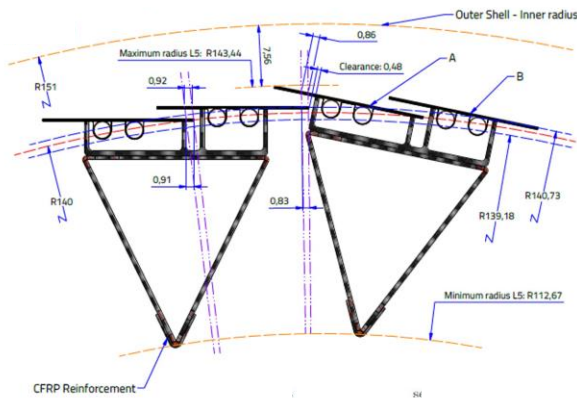 Outer Shell - Inner radius
0,86
7,56
Maximum radius L5: R143,44
Clearance: 0,48
A
B
R151
0,92
R140
0,91
0,83
R139,18
R140,73
Minimum radius L5: R112,67
CFRP Reinforcement